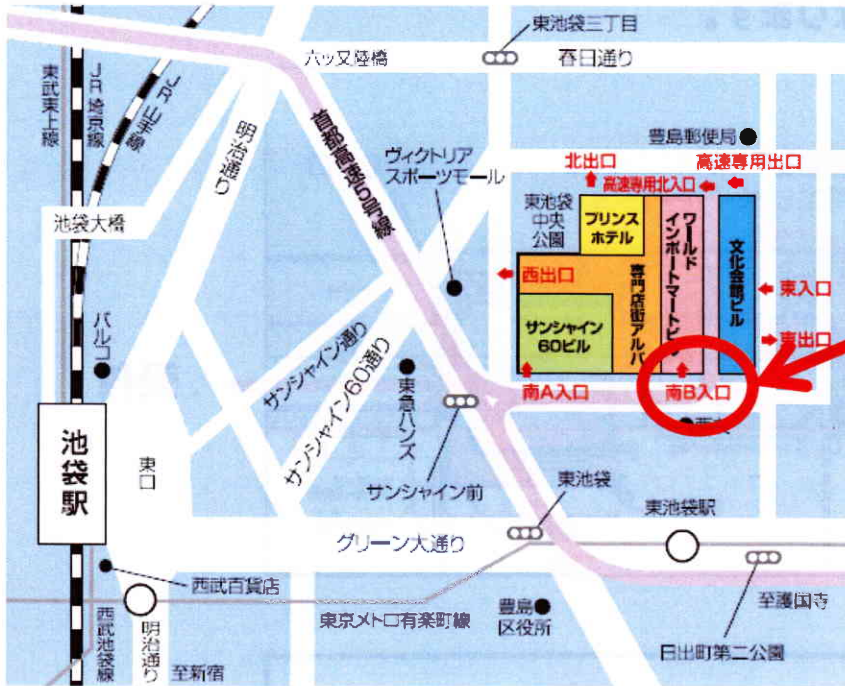 東池袋三丁目
六ッ又陸橋
春日通り
東武東上線
JR 埼京線
JR 山手線
明治通り
首都高速5号線
ヴィクトリア
スポーツモール
豊島郵便局
北出口
高速専用出口
高速専用北入口
東池袋
中央
公園
プリンス
ホテル
ワールド
インポートマートビル
文化会館ビル
池袋大橋
西出口
専門店街アルパ
東入口
サンシャイン
60ビル
東出口
パルコ
サンシャイン通り
サンシャイン60通り
東急ハンズ
南A入口
南B入口
池袋駅
東口
サンシャイン前
東池袋
東池袋駅
グリーン大通り
西武百貨店
東京メトロ有楽町線
豊島
区役所
至護国寺
日出町第二公園
西武池袋線
明治通り
至新宿